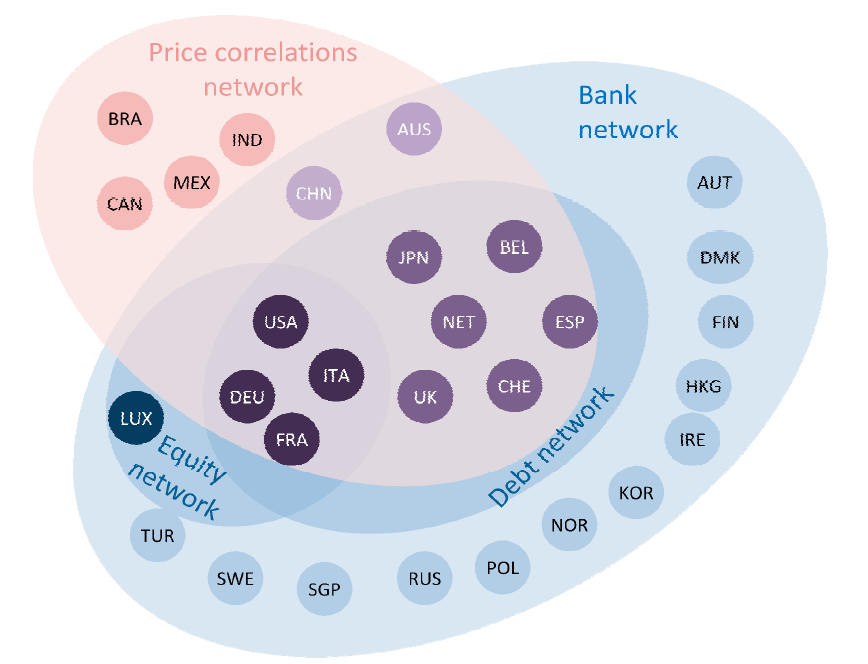 Price correlations
network
Bank
network
BRA
IND
AUS
MEX
CHN
CAN
AUT
JPN
BEL
DMK
USA
NET
ESP
FIN
ITA
DEU
UK
CHE
HKG
LUX
FRA
IRE
Equity
network
Debt network
KOR
NOR
TUR
POL
SWE
SGP
RUS